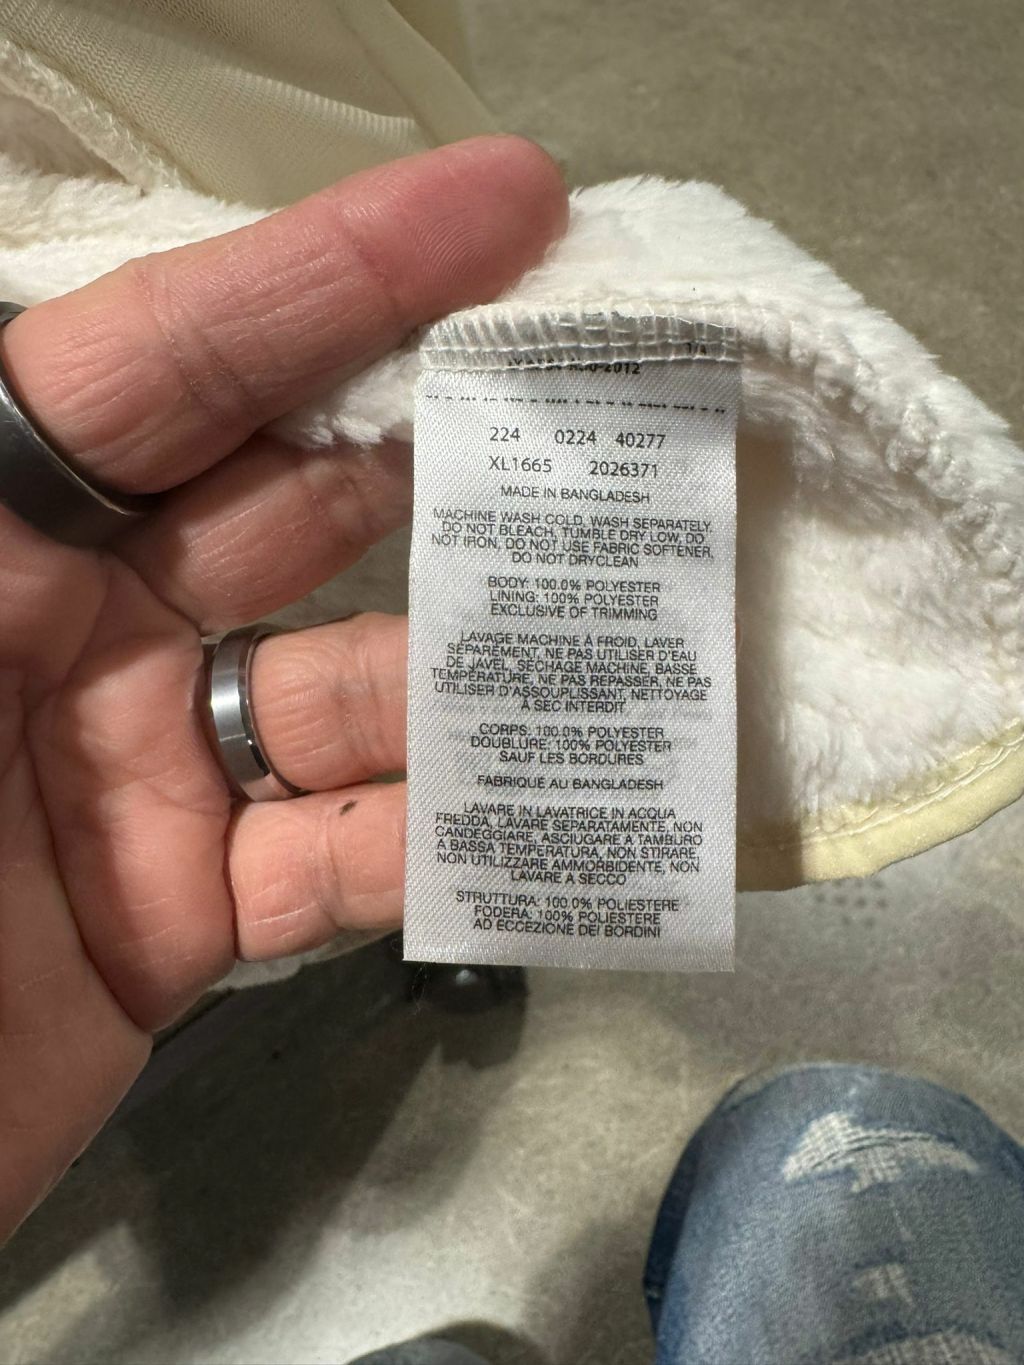 1/4
224 0224 40277
XL1665 2026371
MADE IN BANGLADESH
MACHINE WASH COLD, WASH SEPARATELY,
DO NOT BLEACH, TUMBLE DRY LOW, DO
NOT IRON, DO NOT USE FABRIC SOFTENER,
DO NOT DRYCLEAN
BODY: 100.0% POLYESTER
LINING: 100% POLYESTER
EXCLUSIVE OF TRIMMING
LAVAGE MACHINE À FROID, LAVER
SÉPARÉMENT, NE PAS UTILISER D'EAU
DE JAVEL, SÉCHAGE MACHINE, BASSE
TEMPÉRATURE, NE PAS REPASSER, NE PAS
UTILISER D'ASSOUPLISSANT, NETTOYAGE
À SEC INTERDIT
CORPS: 100.0% POLYESTER
DOUBLURE: 100% POLYESTER
SAUF LES BORDURES
FABRIQUE AU BANGLADESH
LAVARE IN LAVATRICE IN ACQUA
FREDDA, LAVARE SEPARATAMENTE, NON
CANDEGGIARE, ASCIUGARE A TAMBURO
A BASSA TEMPERATURA, NON STIRARE,
NON UTILIZZARE AMMORBIDENTE, NON
LAVARE A SECCO
STRUTTURA: 100.0% POLIESTERE
FODERA: 100% POLIESTERE
AD ECCEZIONE DEI BORDINI